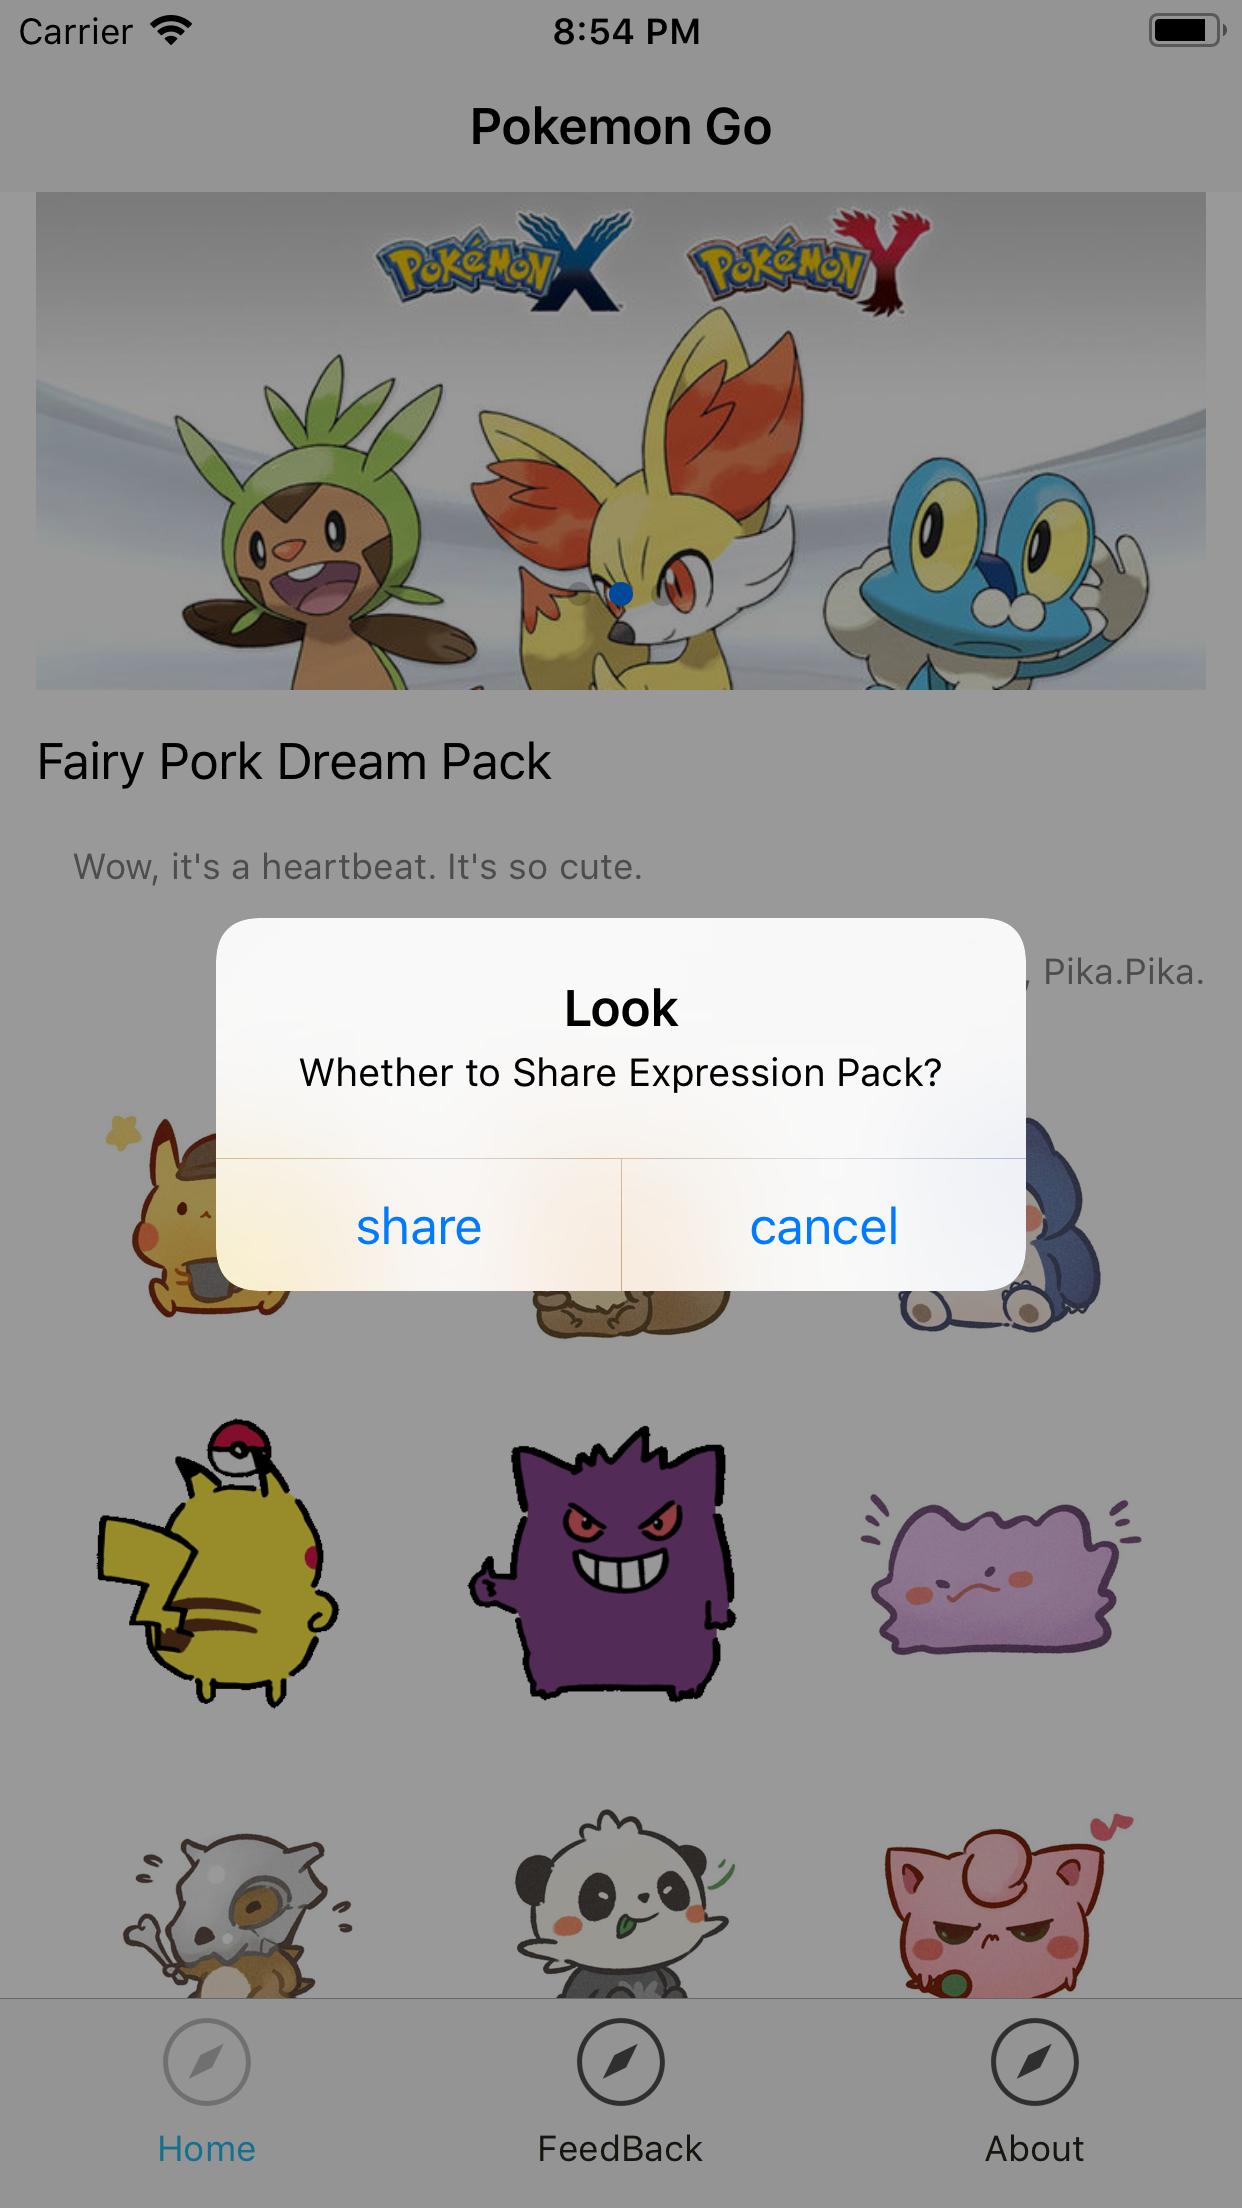 Carrier 8:54 PM
Pokemon Go
POKéMON X POKéMON Y
Fairy Pork Dream Pack
Wow, it's a heartbeat. It's so cute.
, Pika.Pika.
Look
Whether to Share Expression Pack?
share cancel
Home FeedBack About